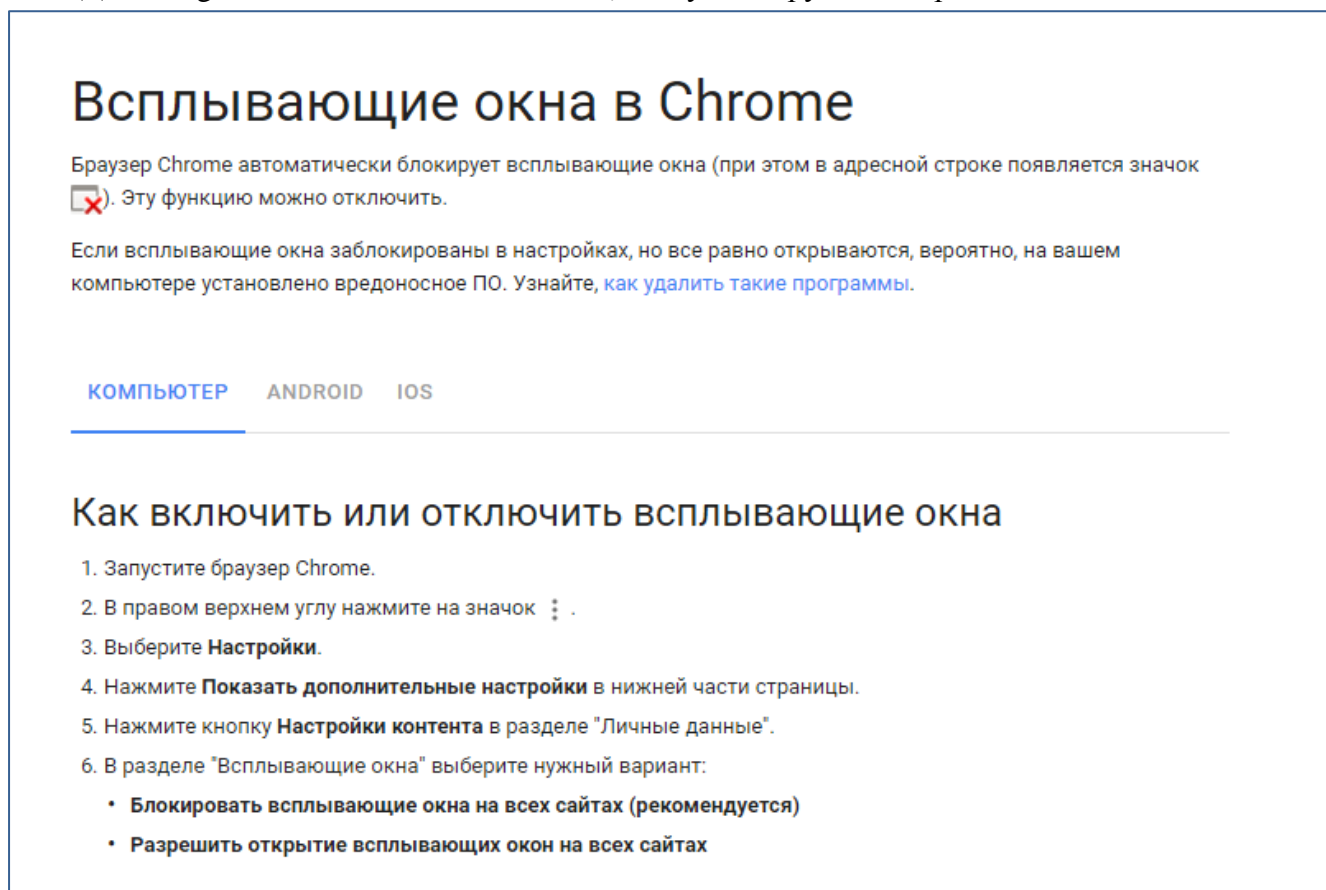 Всплывающие окна в Chrome
Браузер Chrome автоматически блокирует всплывающие окна (при этом в адресной строке появляется значок
). Эту функцию можно отключить.
Если всплывающие окна заблокированы в настройках, но все равно открываются, вероятно, на вашем
компьютере установлено вредоносное ПО. Узнайте, как удалить такие программы.
КОМПЬЮТЕР ANDROID IOS
Как включить или отключить всплывающие окна
1. Запустите браузер Chrome.
2. В правом верхнем углу нажмите на значок ⋮ .
3. Выберите Настройки.
4. Нажмите Показать дополнительные настройки в нижней части страницы.
5. Нажмите кнопку Настройки контента в разделе "Личные данные".
6. В разделе "Всплывающие окна" выберите нужный вариант:
• Блокировать всплывающие окна на всех сайтах (рекомендуется)
• Разрешить открытие всплывающих окон на всех сайтах